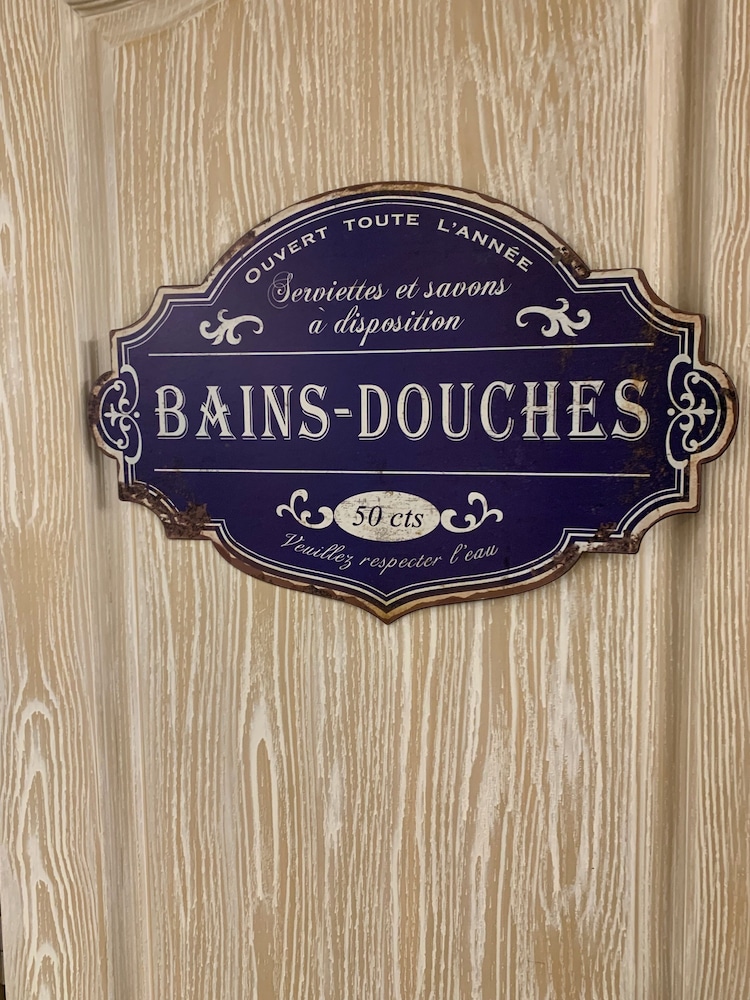 OUVERT TOUTE L'ANNÉE
Serviettes et savons
à disposition
BAINS-DOUCHES
50 cts
Veuillez respecter l'eau